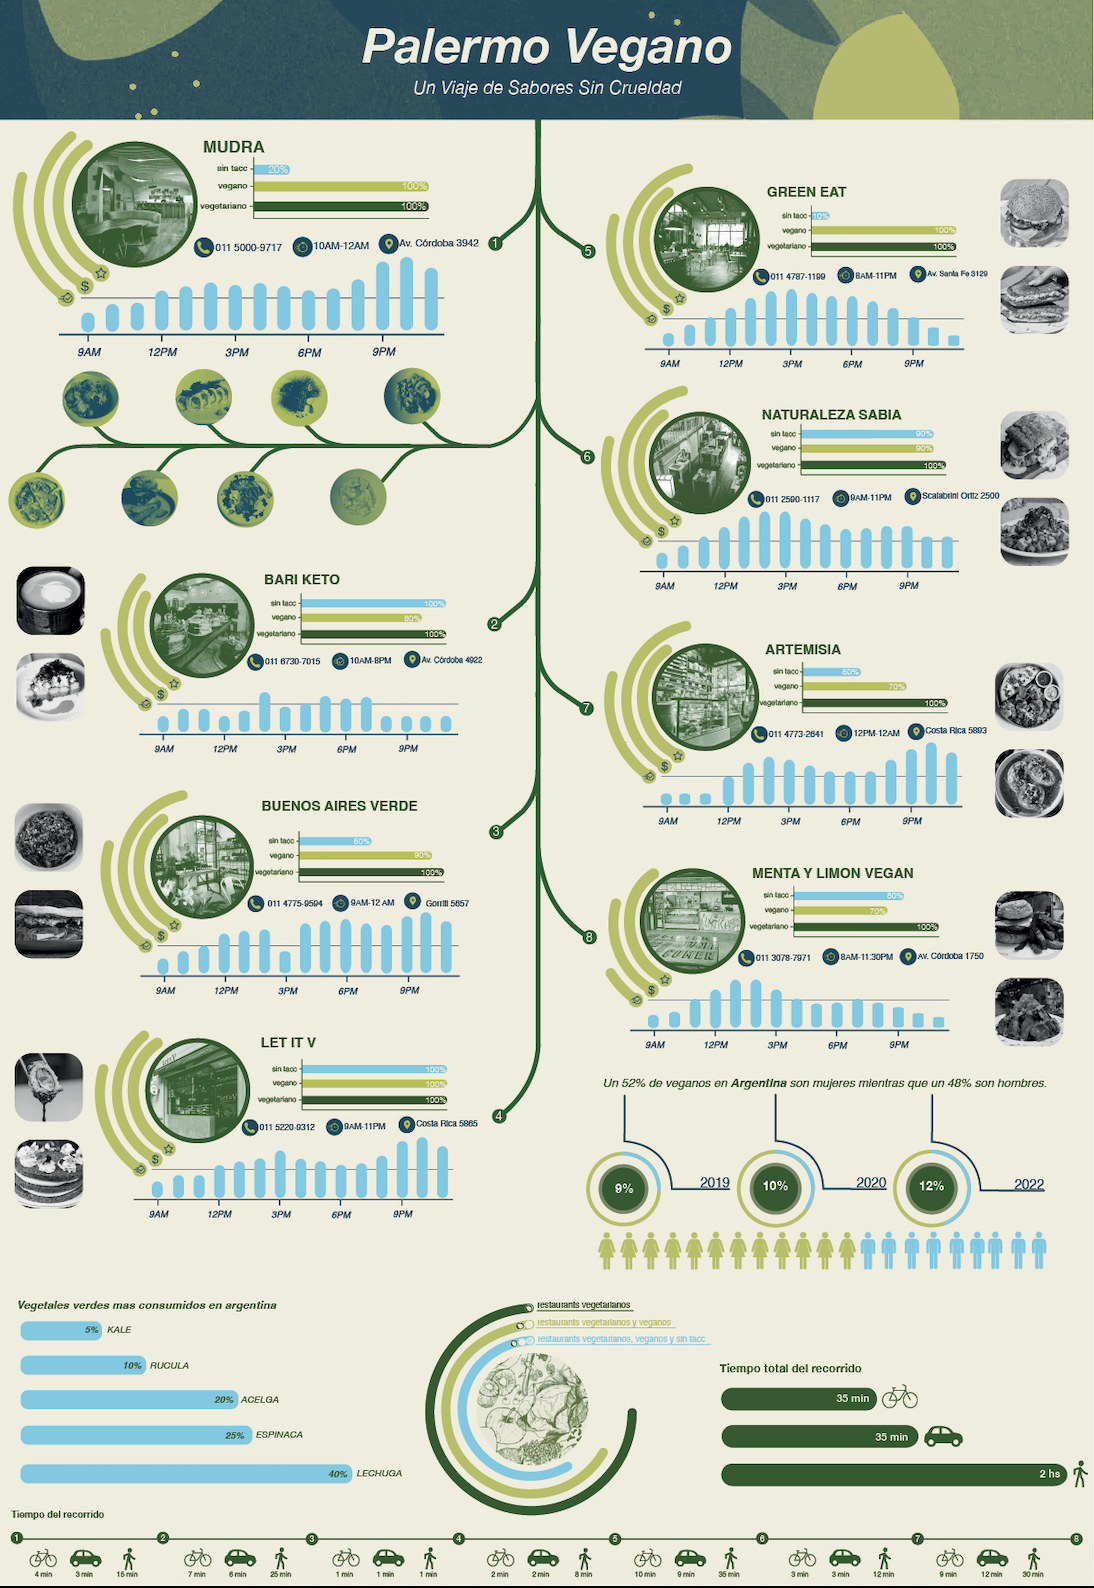 Palermo Vegano
Un Viaje de Sabores Sin Crueldad
MUDRA
sin tacc 20%
vegano 100%
vegetariano 100%
011 5000-9717 10AM-12AM Av. Córdoba 3942
$
9AM 12PM 3PM 6PM 9PM
1
BARI KETO
sin tacc 100%
vegano 80%
vegetariano 100%
011 6730-7015 10AM-8PM Av. Córdoba 4922
$
9AM 12PM 3PM 6PM 9PM
2
BUENOS AIRES VERDE
sin tacc 60%
vegano 90%
vegetariano 100%
011 4775-9594 9AM-12 AM Gorriti 5657
$
9AM 12PM 3PM 6PM 9PM
3
LET IT V
sin tacc 100%
vegano 100%
vegetariano 100%
011 5220-9312 9AM-11PM Costa Rica 5865
$
9AM 12PM 3PM 6PM 9PM
4
GREEN EAT
sin tacc 10%
vegano 100%
vegetariano 100%
011 4787-1199 8AM-11PM Av. Santa Fe 3129
$
9AM 12PM 3PM 6PM 9PM
5
NATURALEZA SABIA
sin tacc 90%
vegano 90%
vegetariano 100%
011 2590-1117 9AM-11PM Scalabrini Ortiz 2500
$
9AM 12PM 3PM 6PM 9PM
6
ARTEMISIA
sin tacc 60%
vegano 70%
vegetariano 100%
011 4773-2641 12PM-12AM Costa Rica 5893
$
9AM 12PM 3PM 6PM 9PM
7
MENTA Y LIMON VEGAN
sin tacc 80%
vegano 70%
vegetariano 100%
011 3078-7971 8AM-11:30PM Av. Córdoba 1750
$
9AM 12PM 3PM 6PM 9PM
8
Un 52% de veganos en Argentina son mujeres mientras que un 48% son hombres.
9% 2019 10% 2020 12% 2022
Vegetales verdes mas consumidos en argentina
5% KALE
10% RUCULA
20% ACELGA
25% ESPINACA
40% LECHUGA
restaurants vegetarianos
restaurants vegetarianos y veganos
restaurants vegetarianos, veganos y sin tacc
Tiempo total del recorrido
35 min
35 min
2 hs
Tiempo del recorrido
1 2 3 4 5 6 7 8
4 min 3 min 15 min 7 min 6 min 25 min 1 min 1 min 1 min 2 min 2 min 8 min 10 min 9 min 35 min 3 min 3 min 12 min 9 min 12 min 30 min